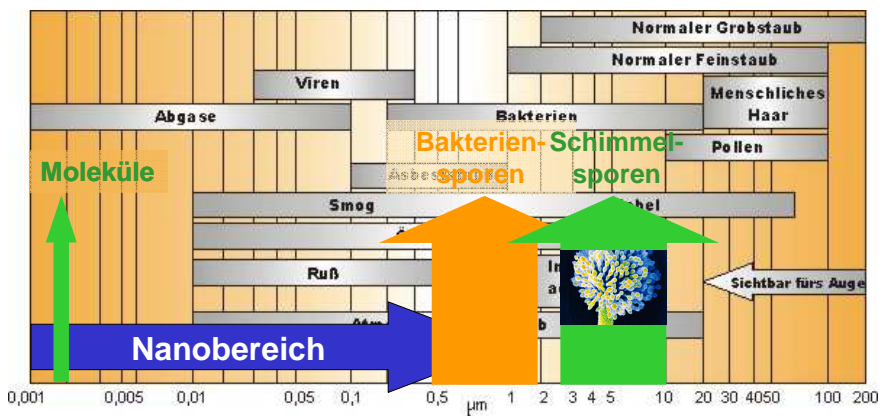 Normaler Grobstaub
Normaler Feinstaub
Viren
Menschliches
Haar
Abgase
Bakterien
Bakterien-
sporen
Schimmel-
sporen
Pollen
Moleküle
Smog
Ruß
Sichtbar fürs Auge
Nanobereich
0,001 0,005 0,01 0,05 0,1 0,5 µm 1 2 3 4 5 10 20 30 40 50 100 200